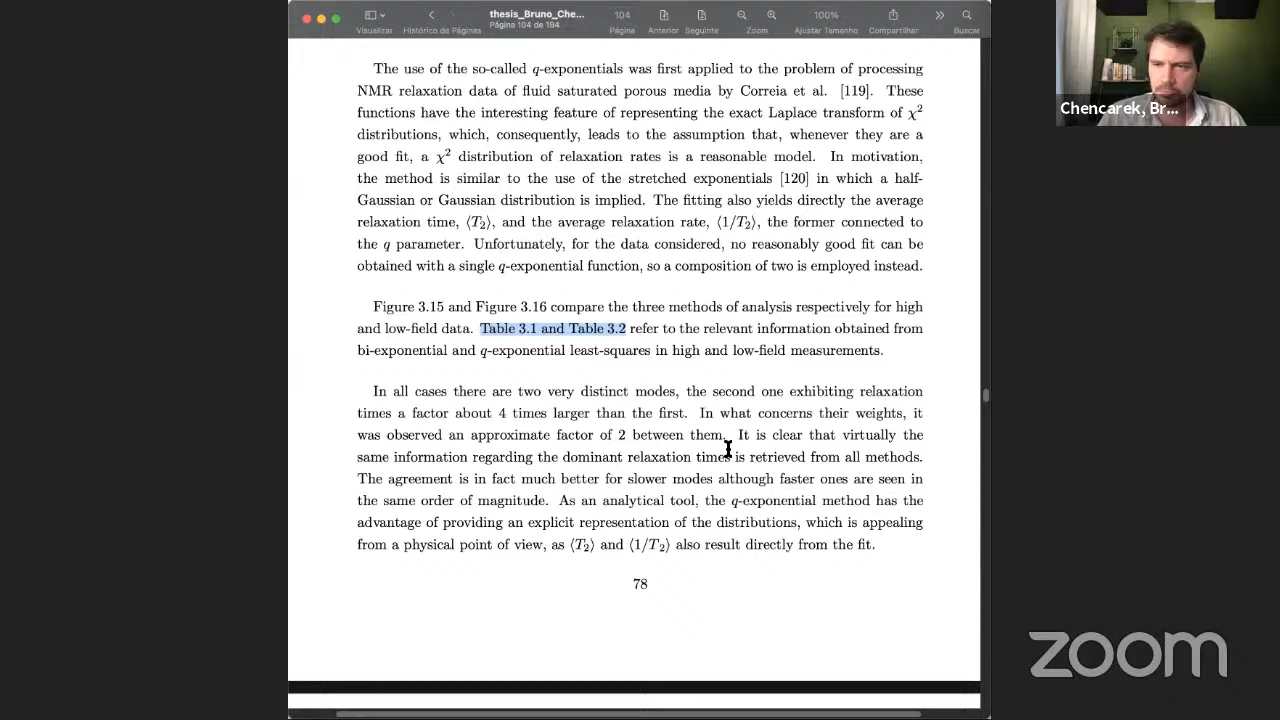 thesis_Bruno_Che...
Página 104 de 194
104
100%
Visualizar
Histórico de Páginas
Página
Anterior
Seguinte
Zoom
Ajustar Tamanho
Compartilhar
Buscar
Chencarek, Br...
The use of the so-called q-exponentials was first applied to the problem of processing
NMR relaxation data of fluid saturated porous media by Correia et al. [119]. These
functions have the interesting feature of representing the exact Laplace transform of χ²
distributions, which, consequently, leads to the assumption that, whenever they are a
good fit, a χ² distribution of relaxation rates is a reasonable model. In motivation,
the method is similar to the use of the stretched exponentials [120] in which a half-
Gaussian or Gaussian distribution is implied. The fitting also yields directly the average
relaxation time, ⟨T₂⟩, and the average relaxation rate, ⟨1/T₂⟩, the former connected to
the q parameter. Unfortunately, for the data considered, no reasonably good fit can be
obtained with a single q-exponential function, so a composition of two is employed instead.
Figure 3.15 and Figure 3.16 compare the three methods of analysis respectively for high
and low-field data. Table 3.1 and Table 3.2 refer to the relevant information obtained from
bi-exponential and q-exponential least-squares in high and low-field measurements.
In all cases there are two very distinct modes, the second one exhibiting relaxation
times a factor about 4 times larger than the first. In what concerns their weights, it
was observed an approximate factor of 2 between them. It is clear that virtually the
same information regarding the dominant relaxation times is retrieved from all methods.
The agreement is in fact much better for slower modes although faster ones are seen in
the same order of magnitude. As an analytical tool, the q-exponential method has the
advantage of providing an explicit representation of the distributions, which is appealing
from a physical point of view, as ⟨T₂⟩ and ⟨1/T₂⟩ also result directly from the fit.
78
zoom